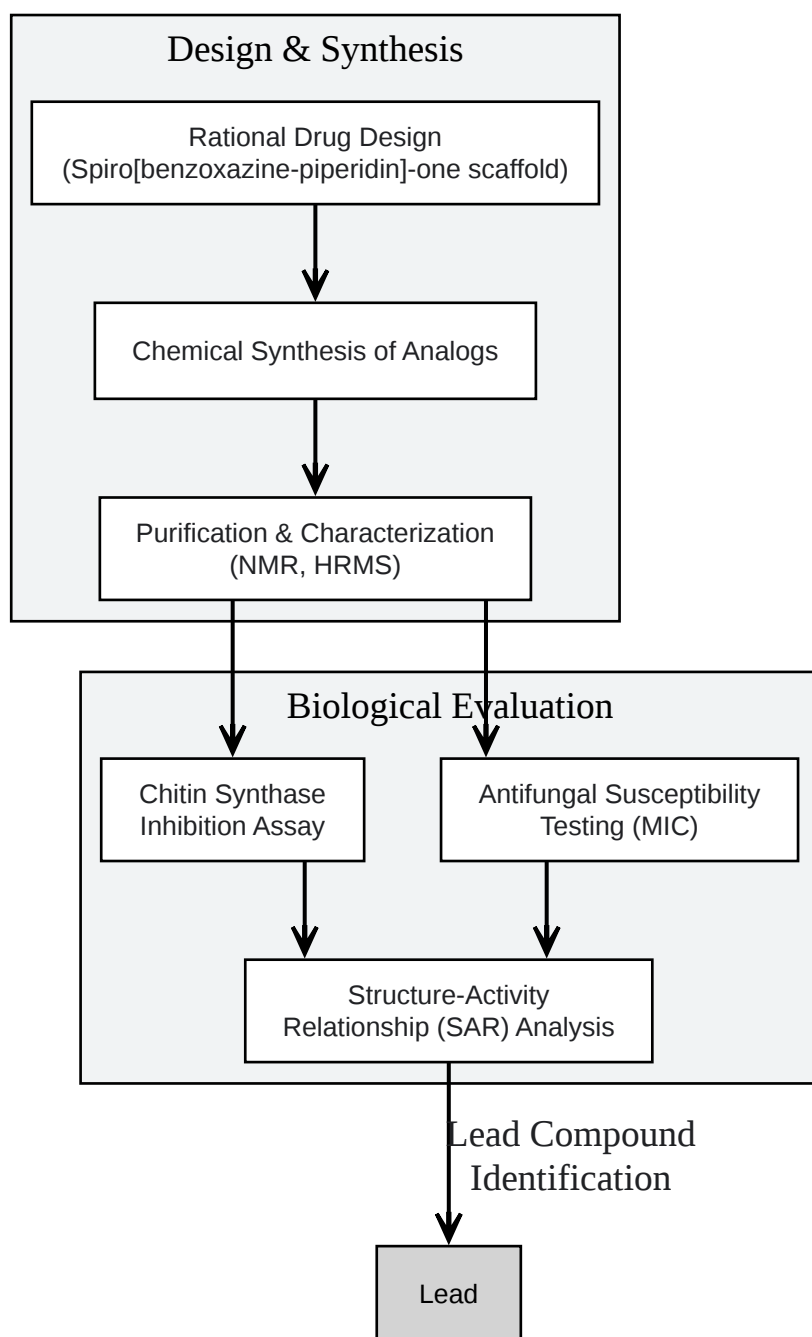 Design & Synthesis
Rational Drug Design
(Spiro[benzoxazine-piperidin]-one scaffold)
Chemical Synthesis of Analogs
Purification & Characterization
(NMR, HRMS)
Biological Evaluation
Chitin Synthase
Inhibition Assay
Antifungal Susceptibility
Testing (MIC)
Structure-Activity
Relationship (SAR) Analysis
Lead Compound
Identification
Lead